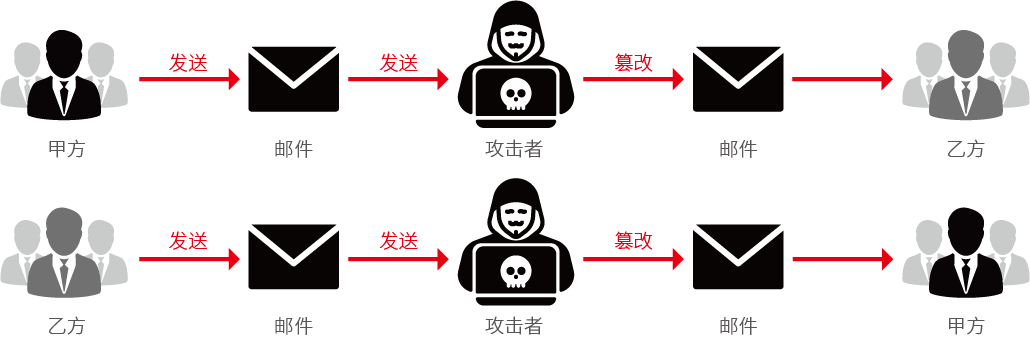 发送 发送 篡改
甲方 邮件 攻击者 邮件 乙方
发送 发送 篡改
乙方 邮件 攻击者 邮件 甲方